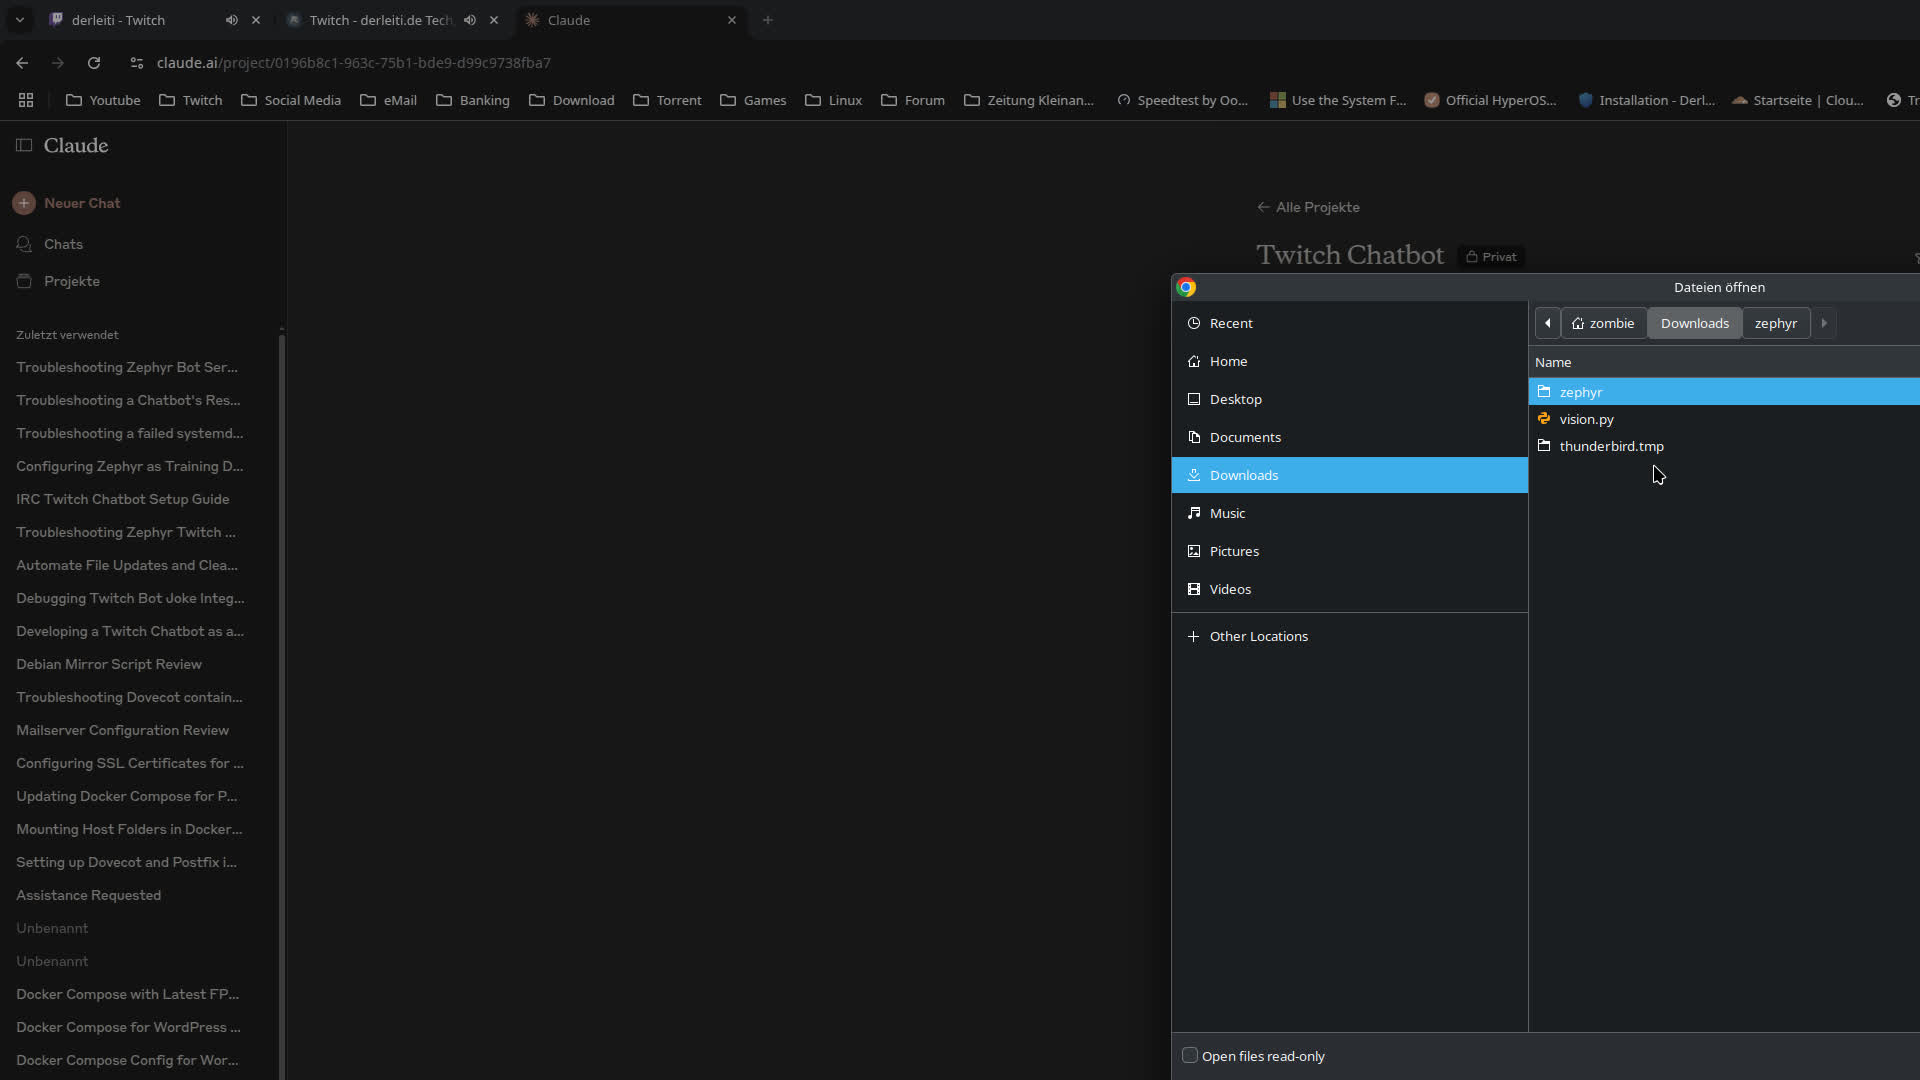 derleiti - Twitch
Twitch - derleiti.de Tech
Claude
claude.ai/project/0196b8c1-963c-75b1-bde9-d99c9738fba7
Youtube
Twitch
Social Media
eMail
Banking
Download
Torrent
Games
Linux
Forum
Zeitung Kleinan...
Speedtest by Oo...
Use the System F...
Official HyperOS...
Installation - Derl...
Startseite | Clou...
Tr
Claude
Neuer Chat
Chats
Projekte
Zuletzt verwendet
Troubleshooting Zephyr Bot Ser...
Troubleshooting a Chatbot's Res...
Troubleshooting a failed systemd...
Configuring Zephyr as Training D...
IRC Twitch Chatbot Setup Guide
Troubleshooting Zephyr Twitch ...
Automate File Updates and Clea...
Debugging Twitch Bot Joke Integ...
Developing a Twitch Chatbot as a...
Debian Mirror Script Review
Troubleshooting Dovecot contain...
Mailserver Configuration Review
Configuring SSL Certificates for ...
Updating Docker Compose for P...
Mounting Host Folders in Docker...
Setting up Dovecot and Postfix i...
Assistance Requested
Unbenannt
Unbenannt
Docker Compose with Latest FP...
Docker Compose for WordPress ...
Docker Compose Config for Wor...
Alle Projekte
Twitch Chatbot
Privat
Dateien öffnen
Recent
Home
Desktop
Documents
Downloads
Music
Pictures
Videos
Other Locations
zombie
Downloads
zephyr
Name
zephyr
vision.py
thunderbird.tmp
Open files read-only